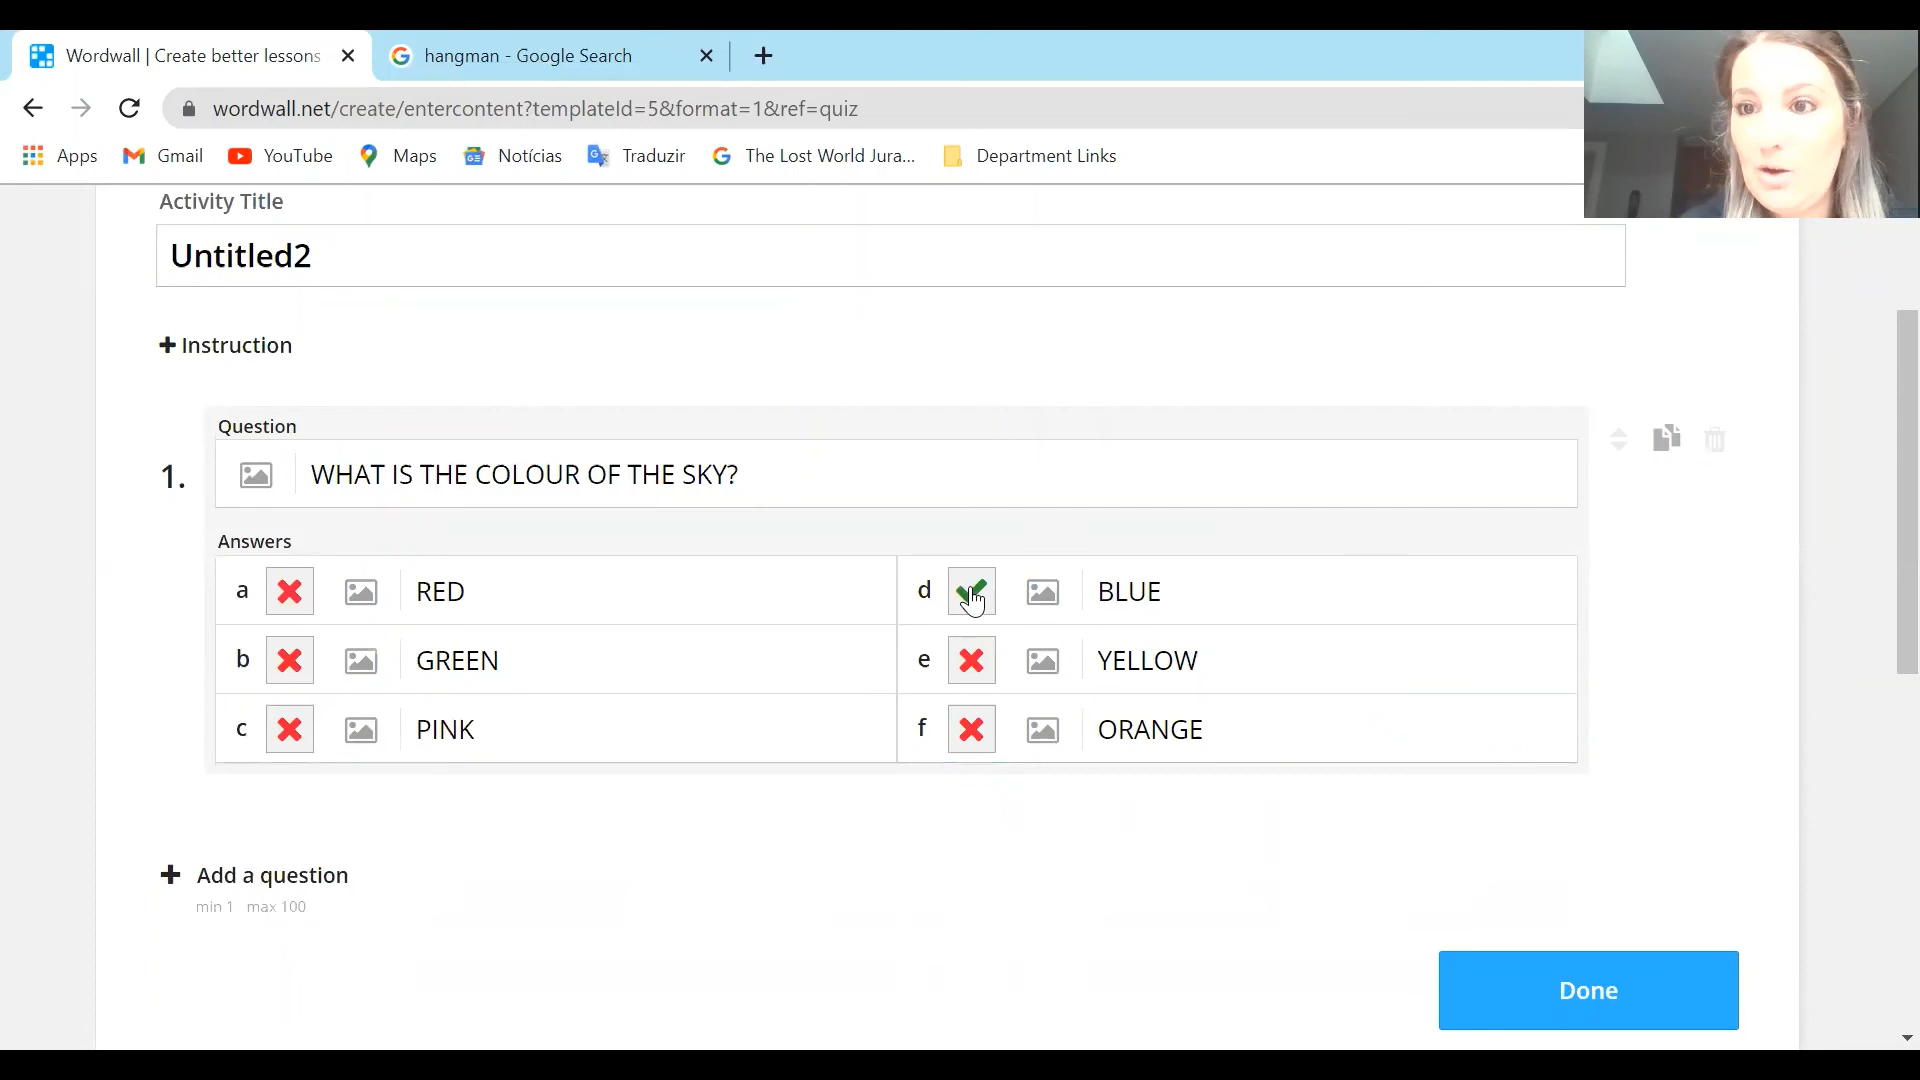 Wordwall | Create better lessons
hangman - Google Search
wordwall.net/create/entercontent?templateId=5&format=1&ref=quiz
Apps Gmail YouTube Maps Notícias Traduzir The Lost World Jura... Department Links
Activity Title
Untitled2
Instruction
Question
1. WHAT IS THE COLOUR OF THE SKY?
Answers
a RED d BLUE
b GREEN e YELLOW
c PINK f ORANGE
Add a question
min 1 max 100
Done